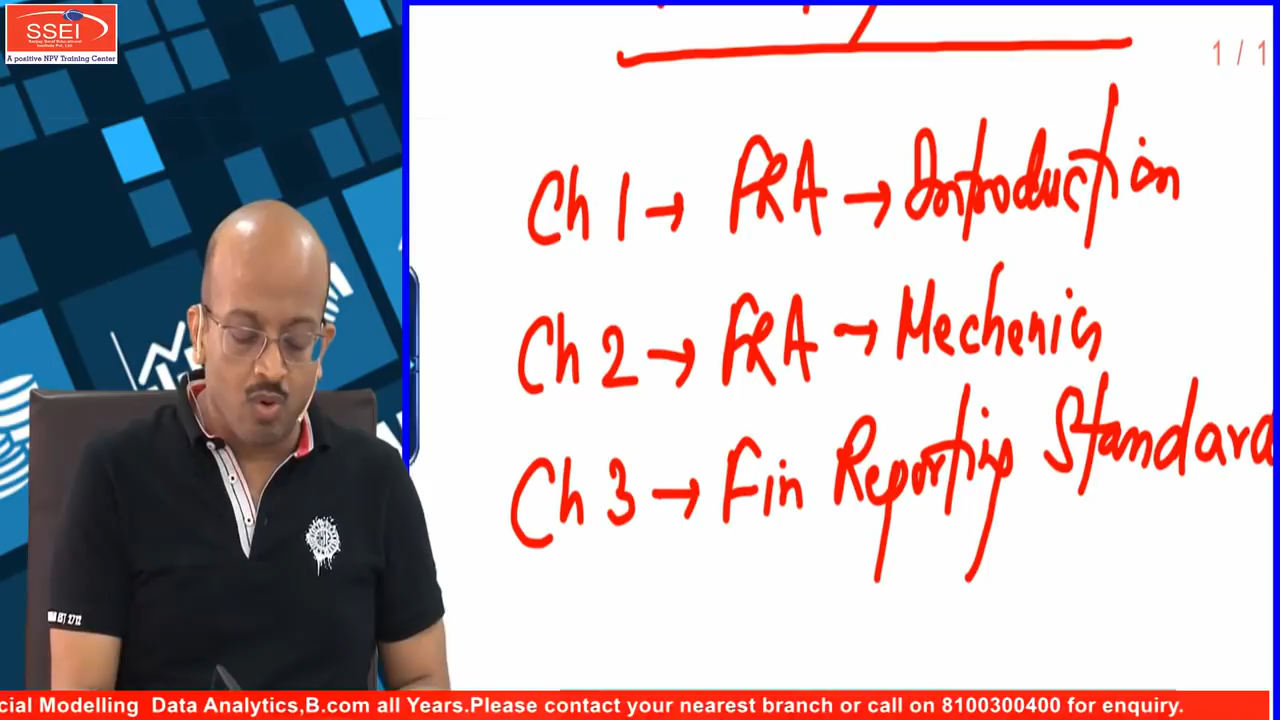 SSEI
A positive NPV Training Center
1 / 1
Ch 1 → FRA → Introduction
Ch 2 → FRA → Mechanics
Ch 3 → Fin Reporting Standard
cial Modelling Data Analytics,B.com all Years.Please contact your nearest branch or call on 8100300400 for enquiry.